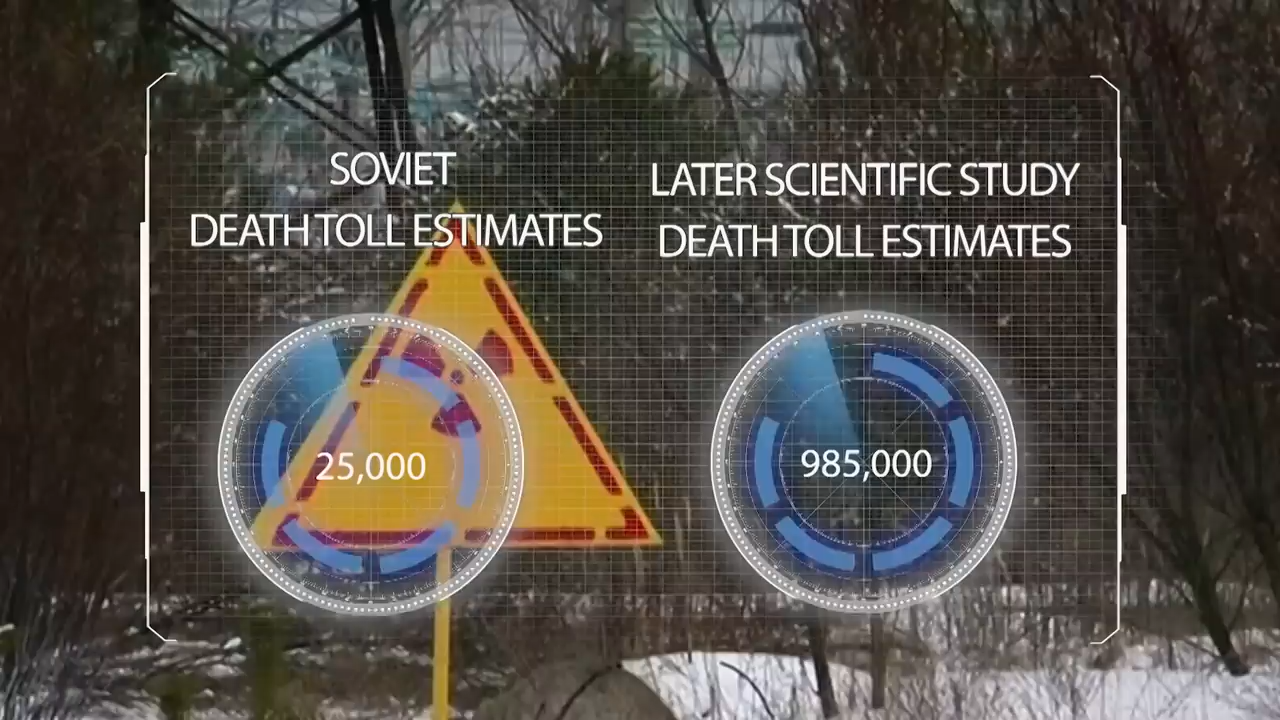 SOVIET
DEATH TOLL ESTIMATES
25,000
LATER SCIENTIFIC STUDY
DEATH TOLL ESTIMATES
985,000